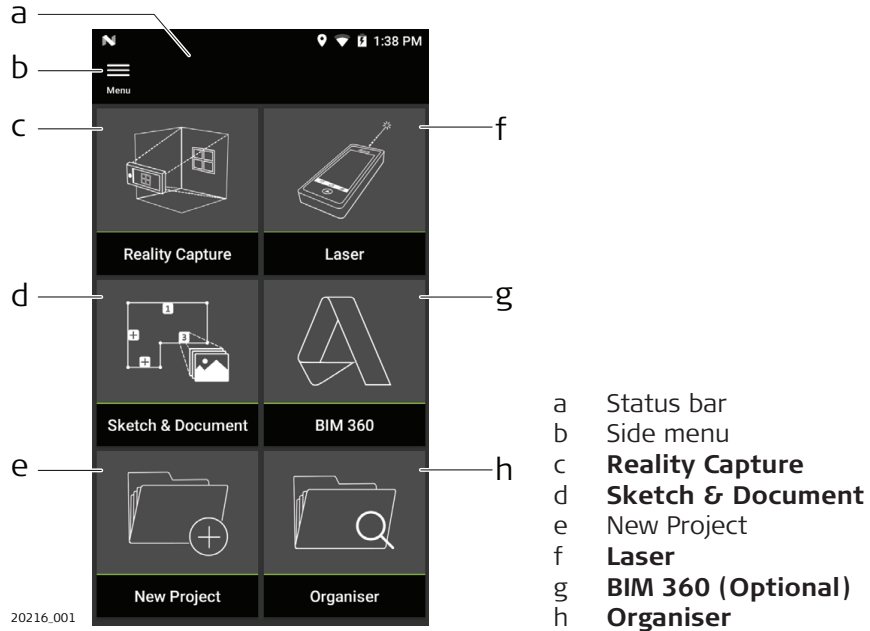 a
1:38 PM
b
Menu
c
f
Reality Capture
Laser
d
1
3
g
Sketch & Document
BIM 360
e
h
New Project
Organiser
20216_001
a Status bar
b Side menu
c Reality Capture
d Sketch & Document
e New Project
f Laser
g BIM 360 (Optional)
h Organiser